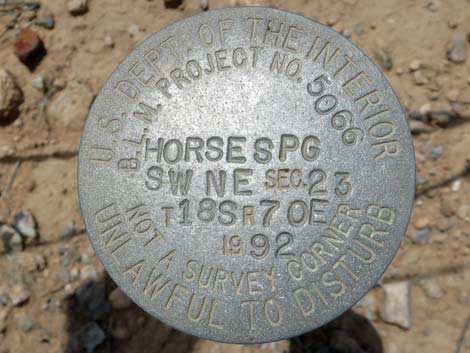 U.S. DEPT. OF THE INTERIOR
B.L.M. PROJECT NO. 5066
HORSE SPG
SW NE SEC. 23
T18S R70E
1992
NOT A SURVEY CORNER
UNLAWFUL TO DISTURB